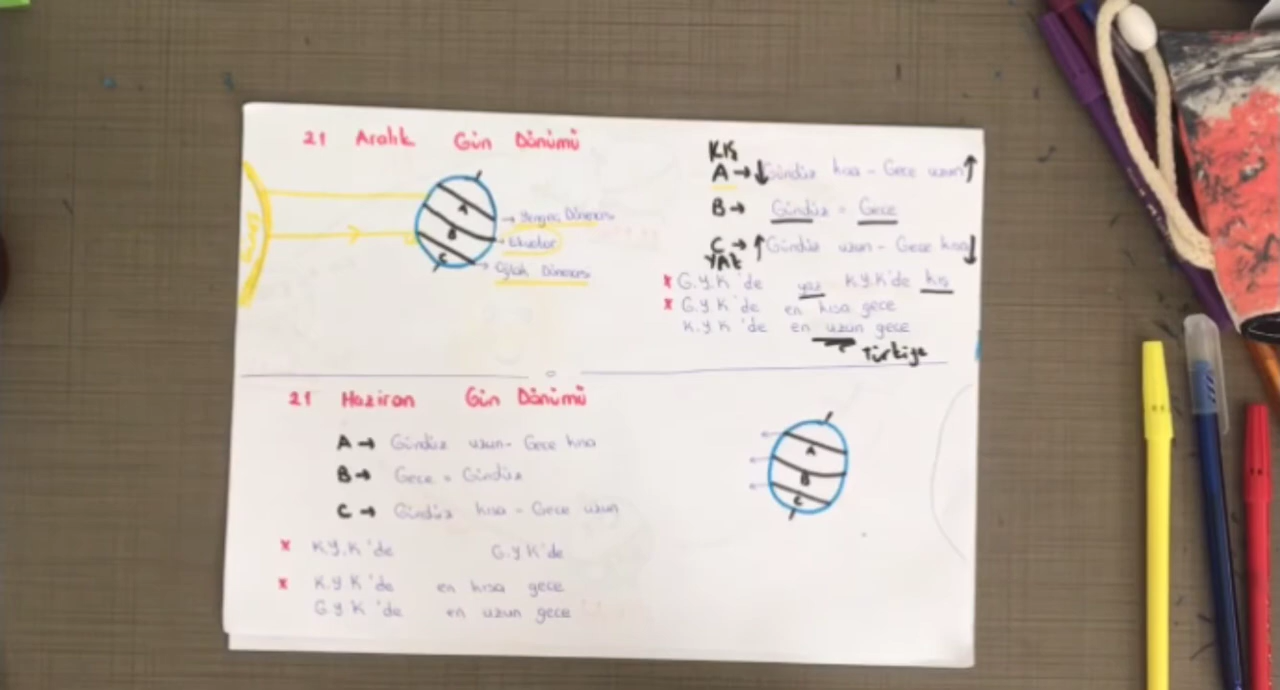 21 Aralık Gün Dönümü
A
B
C
→ Yengeç Dönencesi
→ Ekvator
→ Oğlak Dönencesi
Kış
A → ↓ Gündüz kısa - Gece uzun ↑
B → Gündüz = Gece
C → ↑ Gündüz uzun - Gece kısa ↓
YAZ
x G.Y.K'de yaz K.Y.K'de kış
x G.Y.K'de en kısa gece
K.Y.K'de en uzun gece
Türkiye
21 Haziran Gün Dönümü
A → Gündüz uzun - Gece kısa
B → Gece = Gündüz
C → Gündüz kısa - Gece uzun
x K.Y.K'de G.Y.K'de
x K.Y.K'de en kısa gece
G.Y.K'de en uzun gece
A
B
C